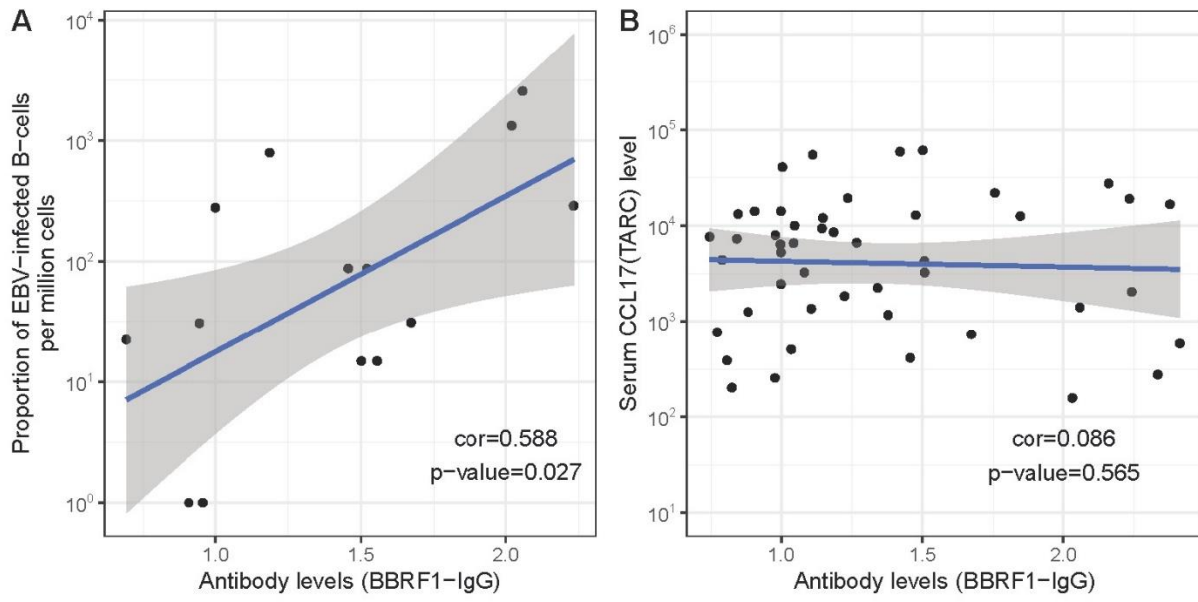 A
Proportion of EBV-infected B-cells
per million cells
10⁴
10³
10²
10¹
10⁰
cor=0.588
p-value=0.027
1.0 1.5 2.0
Antibody levels (BBRF1-IgG)
B
Serum CCL17(TARC) level
10⁶
10⁵
10⁴
10³
10²
10¹
cor=0.086
p-value=0.565
1.0 1.5 2.0
Antibody levels (BBRF1-IgG)